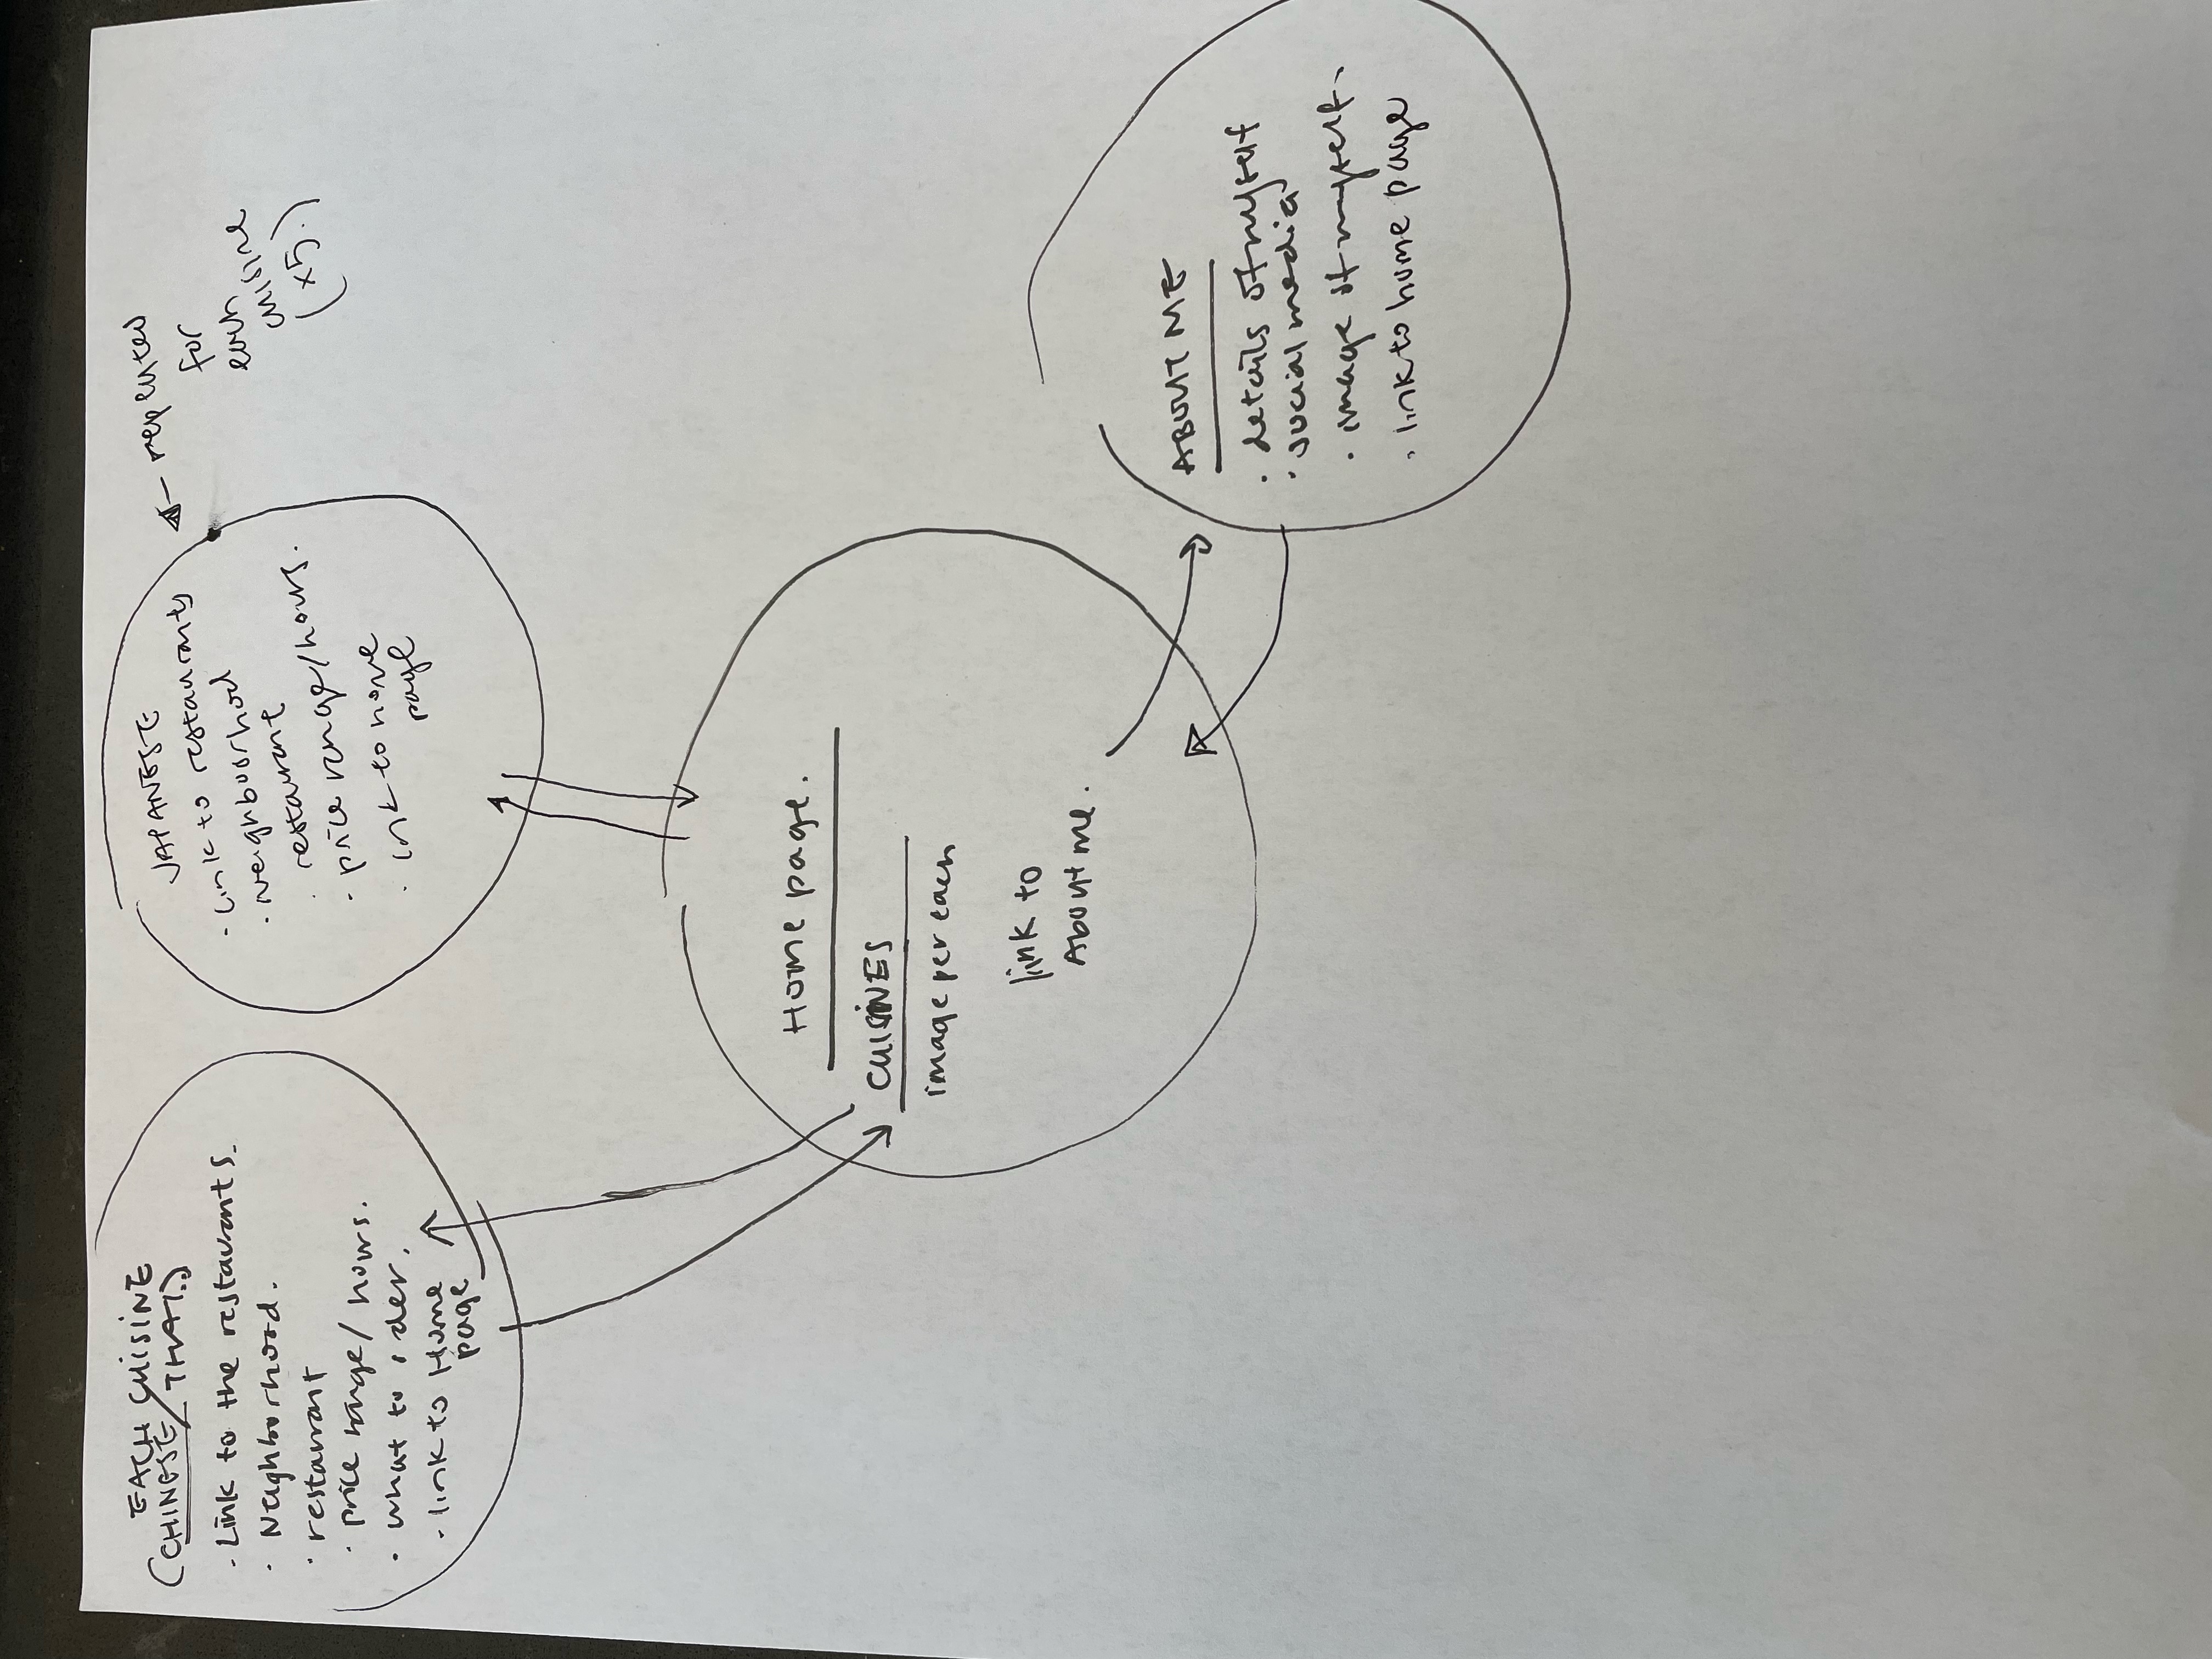 EACH CUISINE
(CHINESE/THAI..)
· Link to the restaurants.
· Neighborhood.
· restaurant
· price range/hours.
· what to order.
· link to Home
page
JAPANESE
· Link to restaurants
· neighbourhod
· restaurant
· price range/hours.
· link to home
page
repeated
for
each
cuisine
(x5.)
Home page.
CUISINES
image per each
link to
About me.
ABOUT ME
· details of myself
· social media
· image of myself.
· link to home page